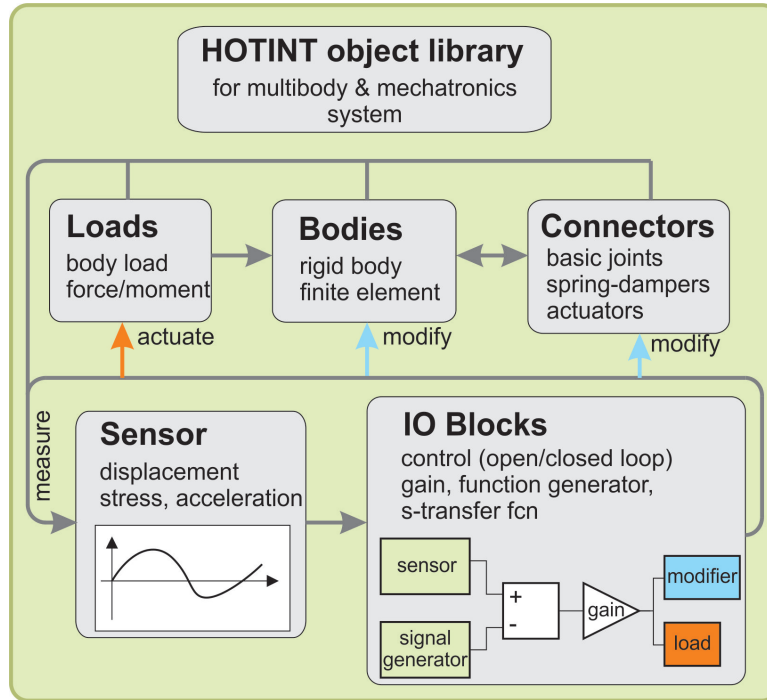 HOTINT object library
for multibody & mechatronics
system
Loads
body load
force/moment
Bodies
rigid body
finite element
Connectors
basic joints
spring-dampers
actuators
actuate
modify
modify
measure
Sensor
displacement
stress, acceleration
IO Blocks
control (open/closed loop)
gain, function generator,
s-transfer fcn
sensor
signal
generator
+
-
gain
modifier
load